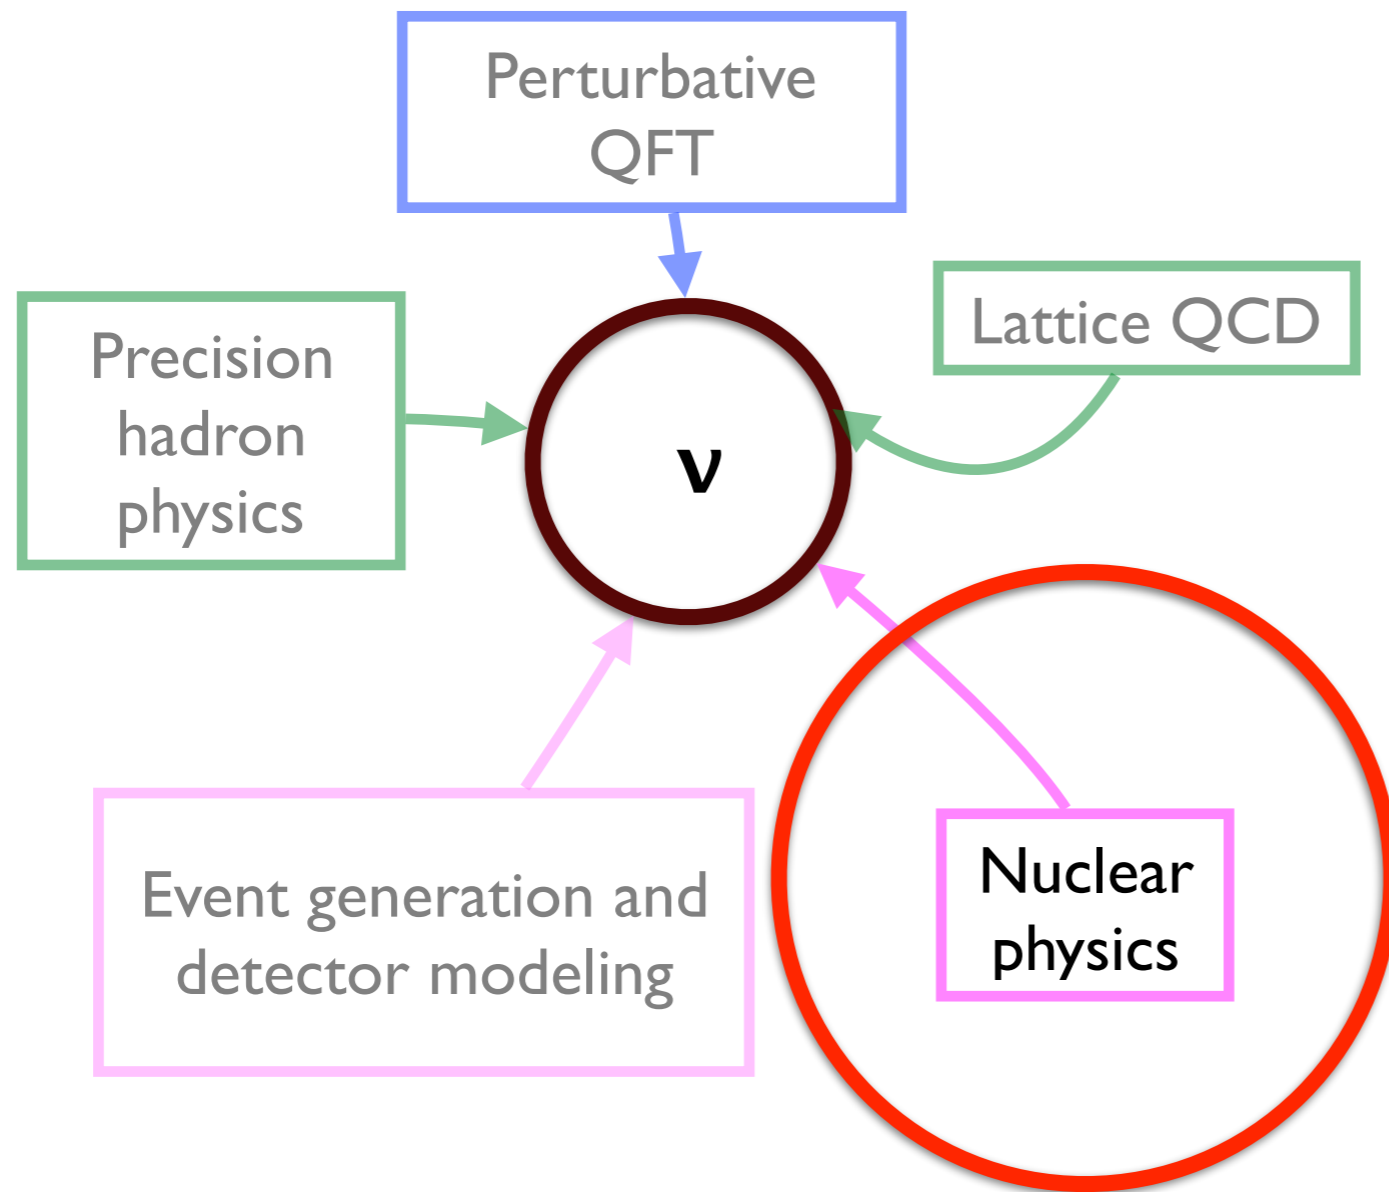 Perturbative
QFT
Lattice QCD
Precision
hadron
physics
ν
Nuclear
physics
Event generation and
detector modeling